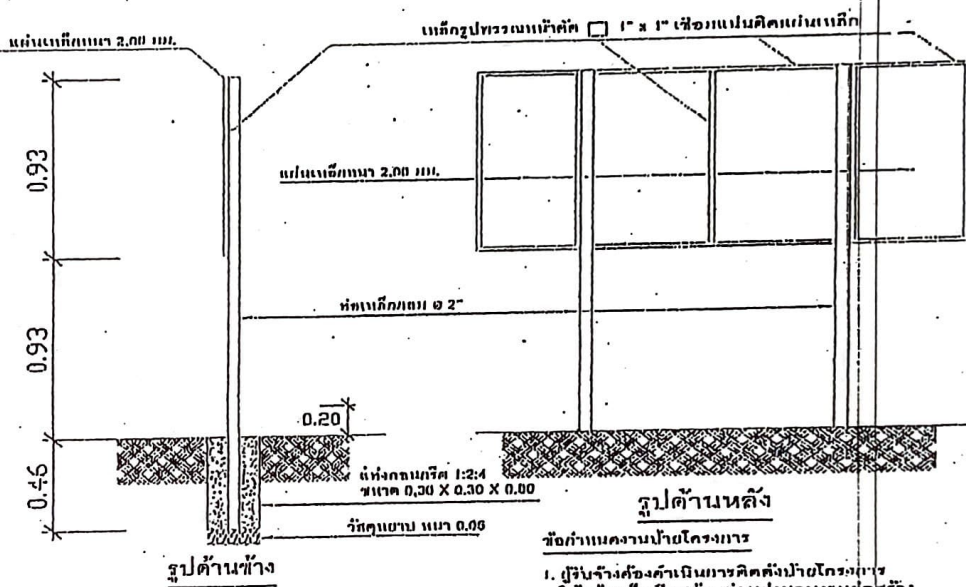 เหล็กรูปพรรณหน้าตัด 1" x 1" เชื่อมแน่นติดแผ่นเหล็ก
แผ่นเหล็กหนา 2.00 มม.
0.93
แผ่นเหล็กหนา 2.00 มม.
ท่อเหล็กกลม Ø 2"
0.93
0.20
0.46
แท่งคอนกรีต 1:2:4
ขนาด 0.30 X 0.30 X 0.00
วัสดุหยาบ หนา 0.06
รูปด้านข้าง
รูปด้านหลัง
ข้อกำหนดงานป้ายโครงการ
1. ผู้รับจ้างต้องดำเนินการติดตั้งป้ายโครงการ